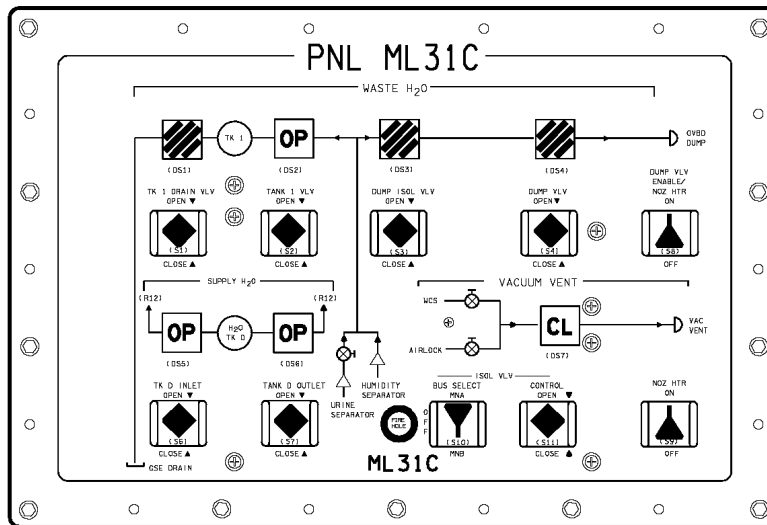 PNL ML31C
WASTE H₂O
TK 1
OP
OVBD
DUMP
(DS1)
(DS2)
(DS3)
(DS4)
TK 1 DRAIN VLV
OPEN ▼
TANK 1 VLV
OPEN ▼
DUMP ISOL VLV
OPEN ▼
DUMP VLV
OPEN ▼
DUMP VLV
ENABLE/
NOZ HTR
ON
(S1)
(S2)
(S3)
(S4)
(S8)
CLOSE ▲
CLOSE ▲
CLOSE ▲
CLOSE ▲
OFF
SUPPLY H₂O
(R12)
(R12)
VACUUM VENT
OP
H₂O
TK D
OP
WCS
AIRLOCK
CL
VAC
VENT
(DS5)
(DS6)
(DS7)
URINE
SEPARATOR
HUMIDITY
SEPARATOR
TK D INLET
OPEN ▼
TANK D OUTLET
OPEN ▼
ISOL VLV
BUS SELECT
MNA
CONTROL
OPEN ▼
NOZ HTR
ON
FIRE
HOLE
O
F
F
(S6)
(S7)
(S10)
(S11)
(S9)
CLOSE ▲
CLOSE ▲
MNB
CLOSE ▲
OFF
GSE DRAIN
ML31C